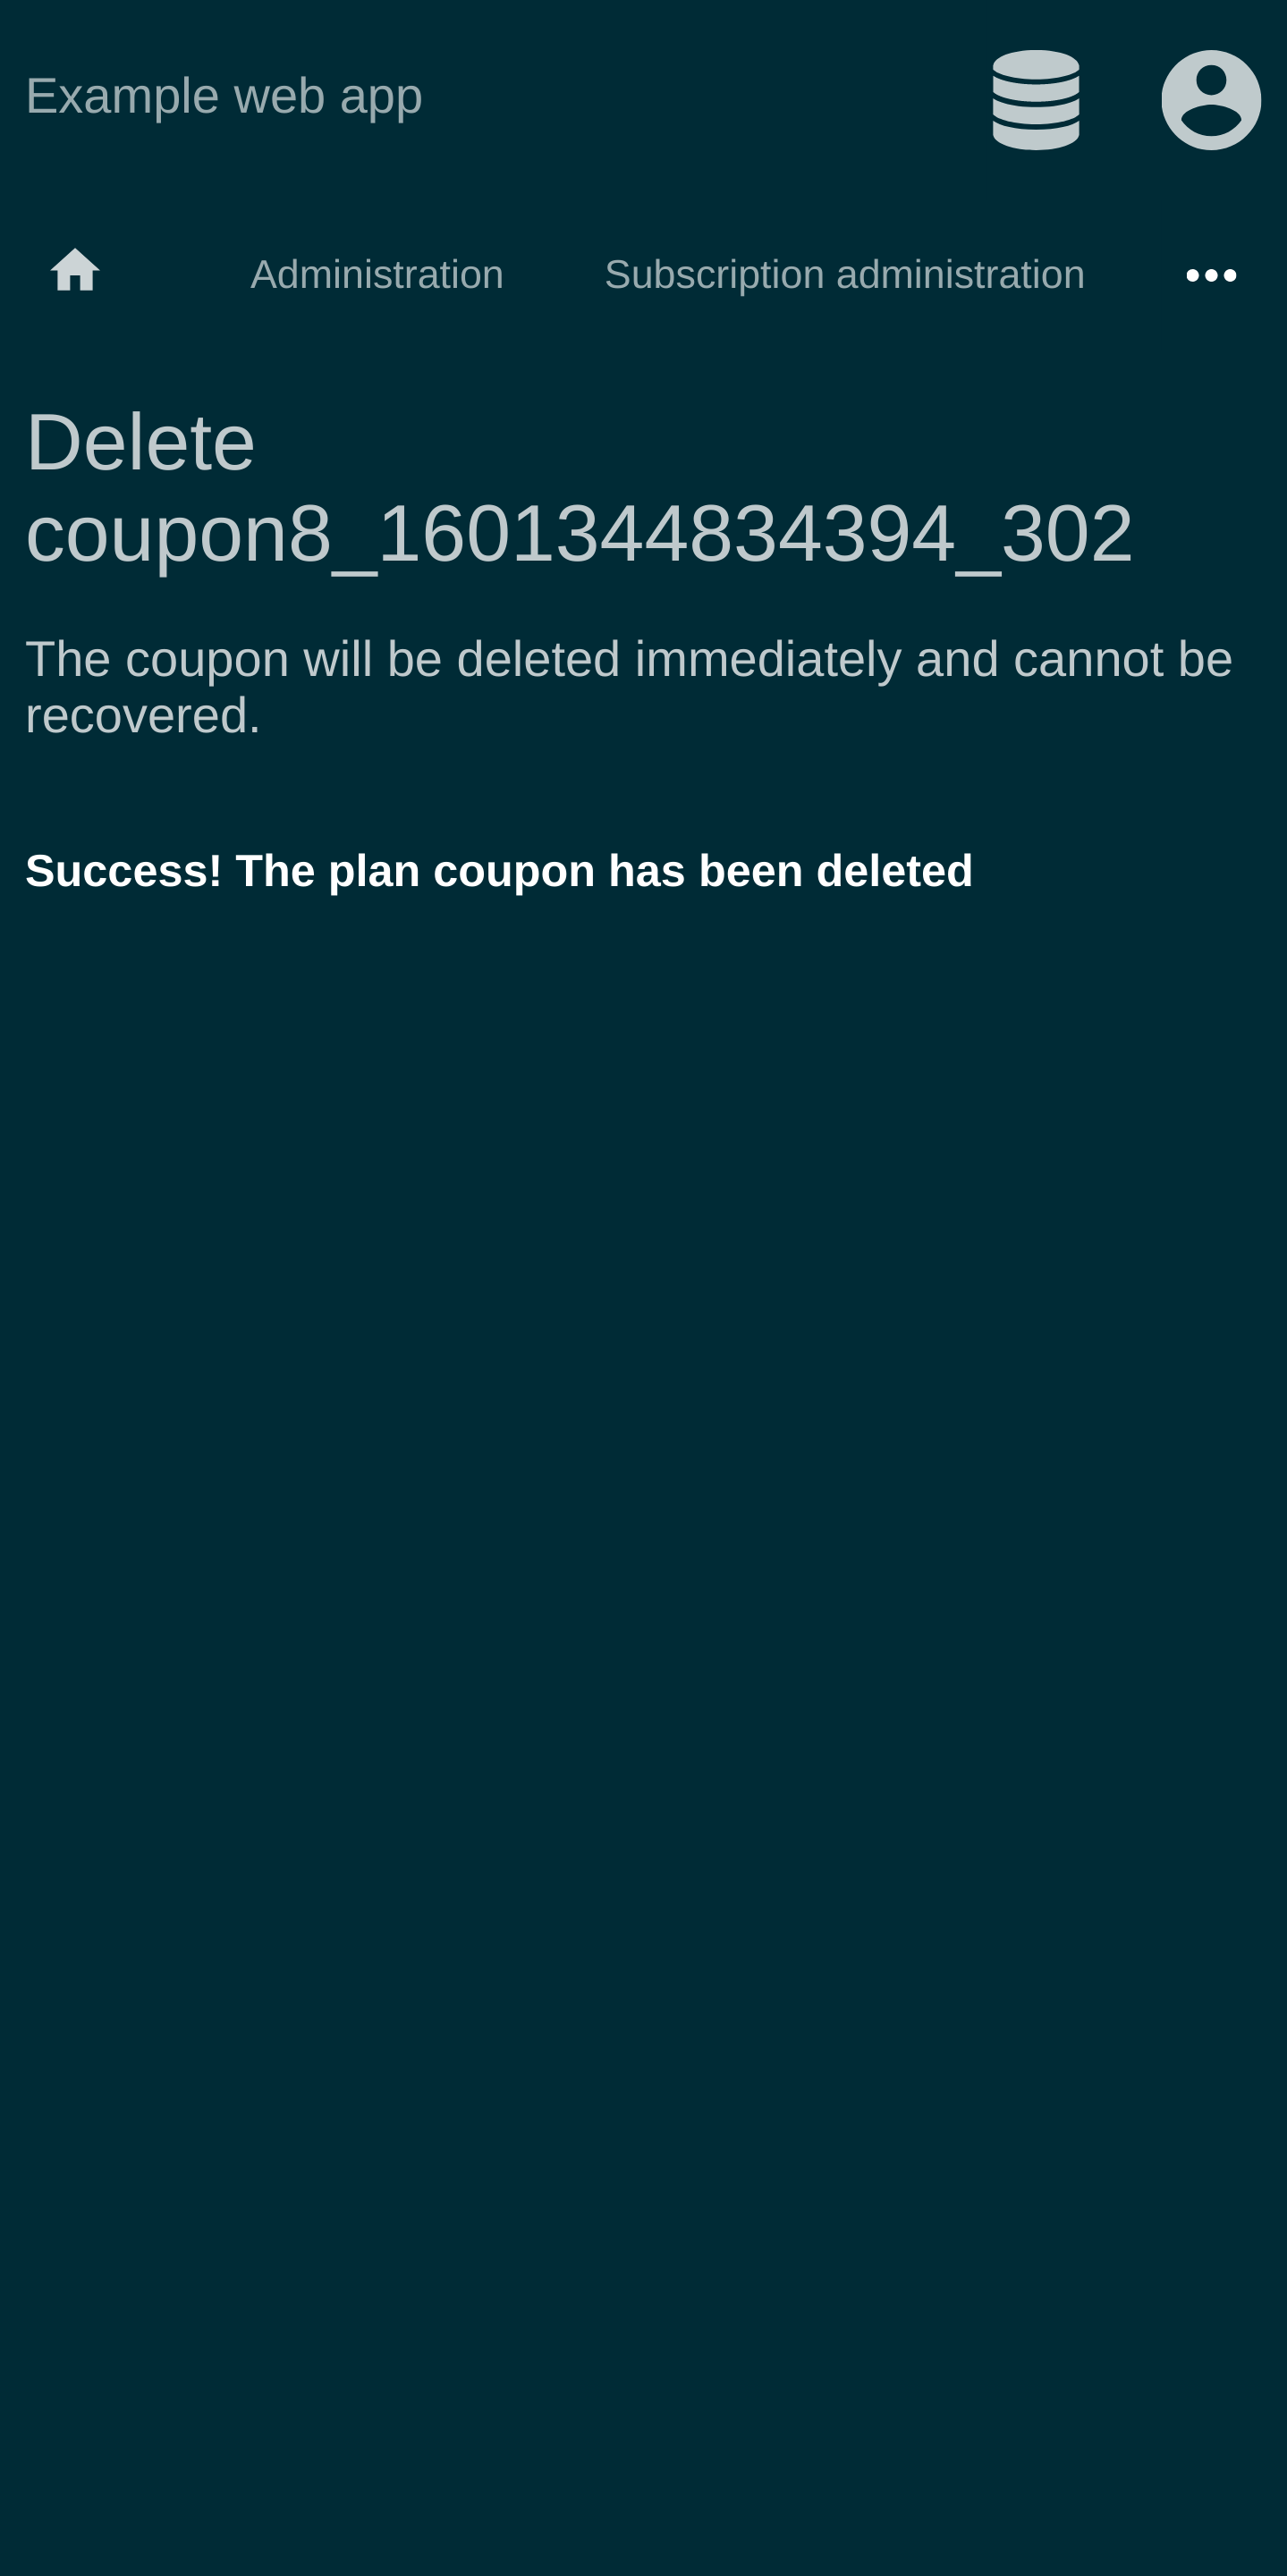 Example web app
Administration Subscription administration
Delete
coupon8_1601344834394_302
The coupon will be deleted immediately and cannot be
recovered.
Success! The plan coupon has been deleted